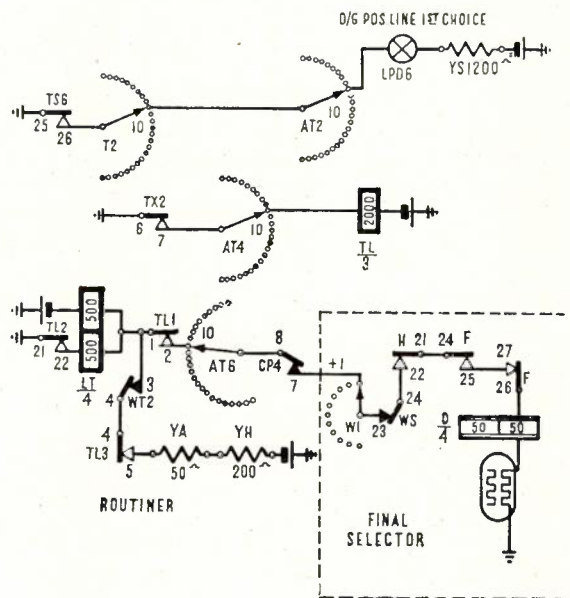 D/G POS LINE 1ST CHOICE
LPD6
YS1200
TS6
25
26
T2
10
AT2
10
TX2
6
7
AT4
10
2000
TL
3
500
500
TL2
21
22
LT
4
TL1
1
2
10
AT6
8
CP4
7
+1
3
4
WT2
4
TL3
5
YA
50
YH
200
ROUTINER
H
21
24
F
22
25
27
26
F
W1
23
24
WS
D
4
50
50
FINAL
SELECTOR